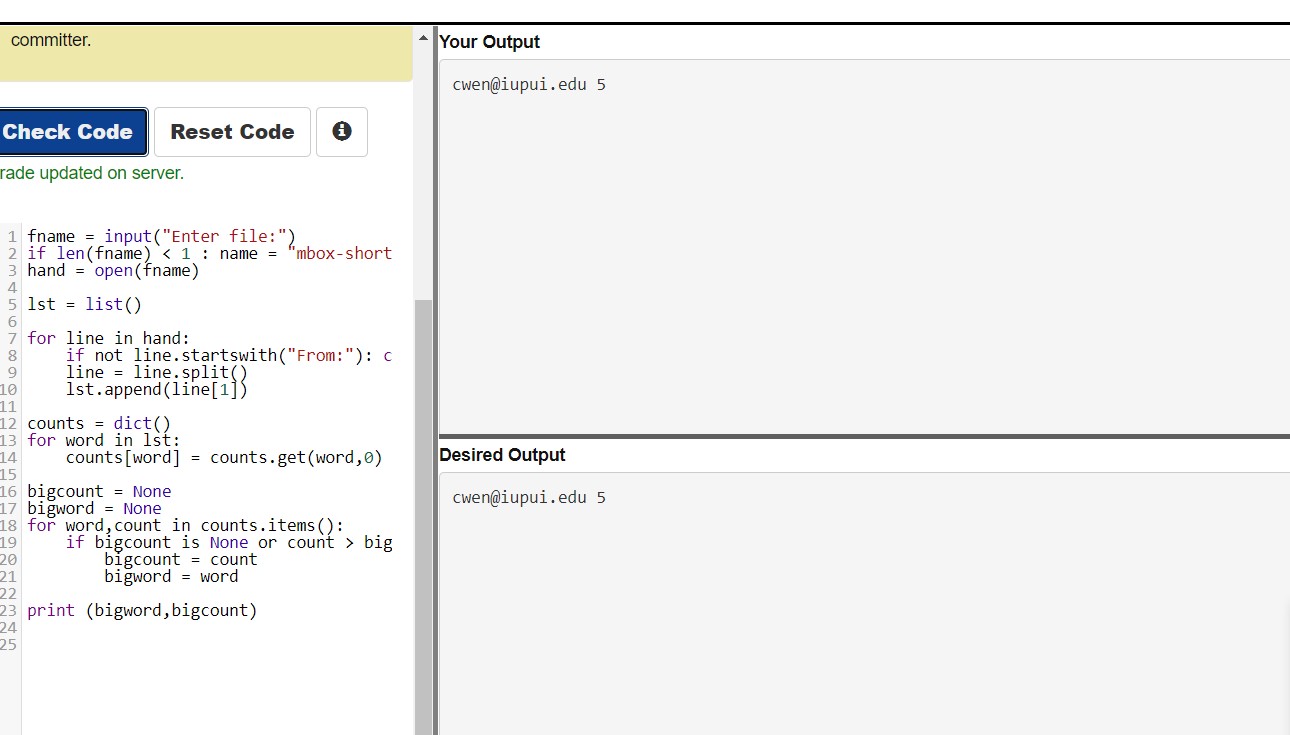 committer.
Check Code
Reset Code
rade updated on server.
1 fname = input("Enter file:")
2 if len(fname) < 1 : name = "mbox-short
3 hand = open(fname)
4
5 lst = list()
6
7 for line in hand:
8     if not line.startswith("From:"): c
9     line = line.split()
10     lst.append(line[1])
11
12 counts = dict()
13 for word in lst:
14     counts[word] = counts.get(word,0)
15
16 bigcount = None
17 bigword = None
18 for word,count in counts.items():
19     if bigcount is None or count > big
20         bigcount = count
21         bigword = word
22
23 print (bigword,bigcount)
24
25
Your Output
cwen@iupui.edu 5
Desired Output
cwen@iupui.edu 5